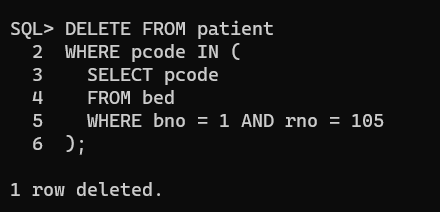 SQL> DELETE FROM patient
  2  WHERE pcode IN (
  3    SELECT pcode
  4    FROM bed
  5    WHERE bno = 1 AND rno = 105
  6  );
1 row deleted.